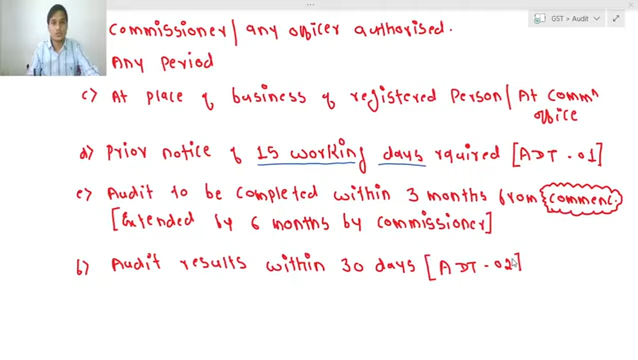 GST > Audit
Commissioner / any officer authorised.
Any Period
c) At place of business of registered Person / At Commn office
d) Prior notice of 15 working days rquired [ADT-01]
e) Audit to be completed within 3 months from commenc.
[Extended by 6 months by commissioner]
b) Audit results within 30 days [ADT-02]